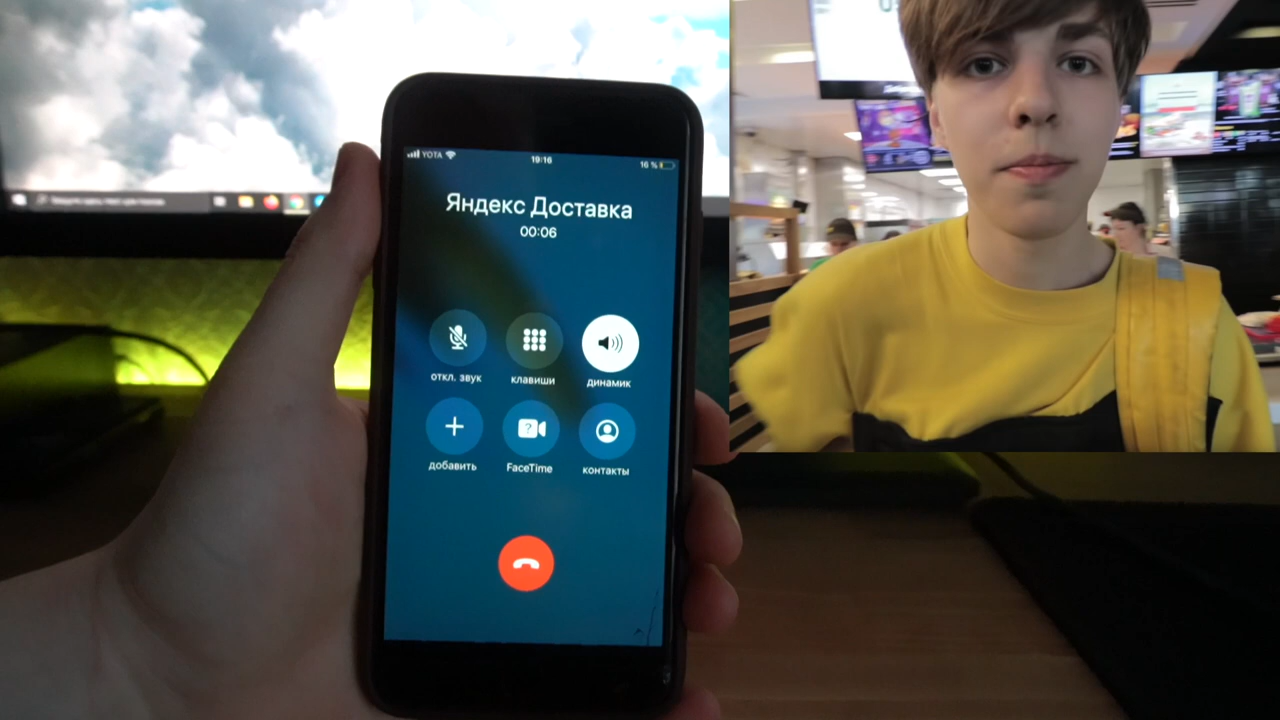 YOTA 19:16 16 %
Яндекс Доставка
00:06
откл. звук клавиши динамик
добавить FaceTime контакты